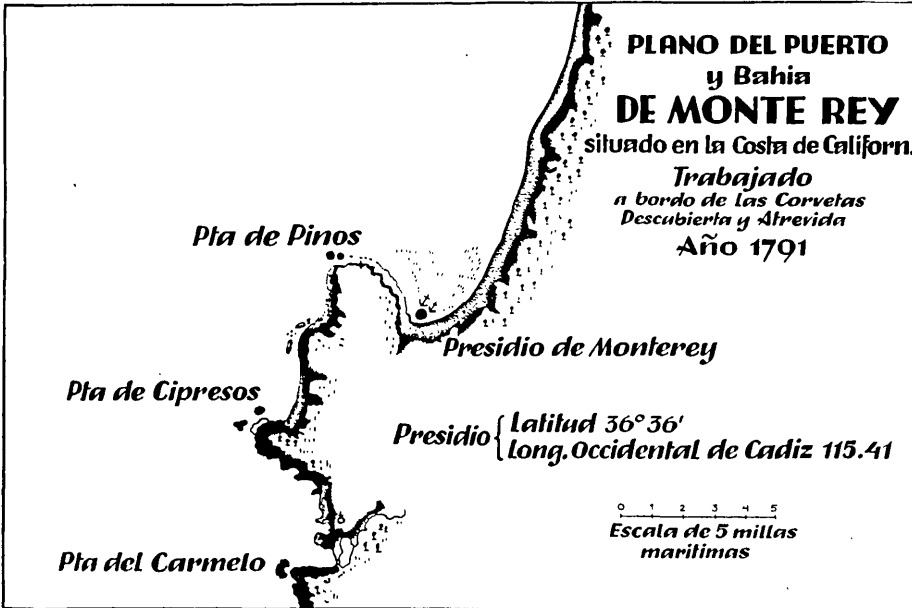 PLANO DEL PUERTO
y Bahia
DE MONTE REY
situado en la Costa de Californ.
Trabajado
a bordo de las Corvetas
Descubierta y Atrevida
Año 1791
Pta de Pinos
Presidio de Monterey
Pta de Cipresos
Presidio { Latitud 36° 36'
Long. Occidental de Cadiz 115.41
0 1 2 3 4 5
Escala de 5 millas
maritimas
Pta del Carmelo